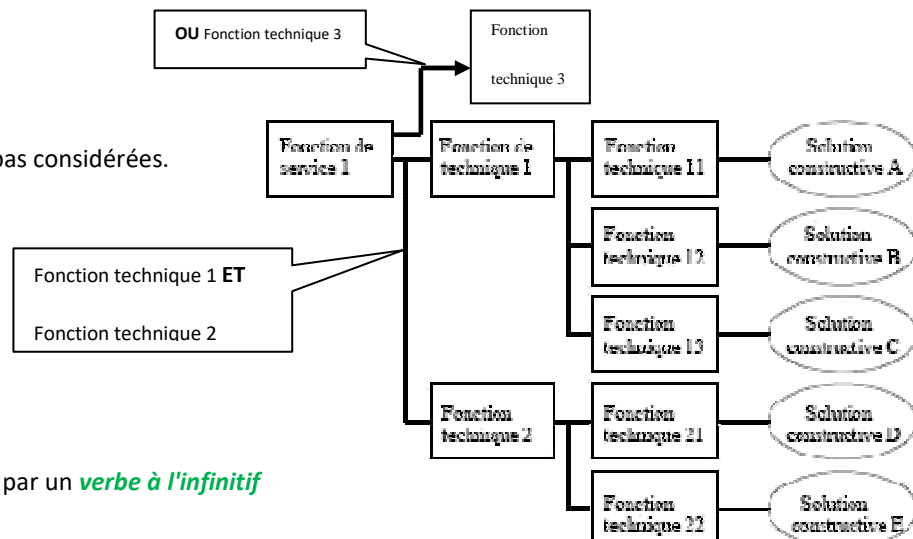 OU Fonction technique 3
Fonction
technique 3
pas considérées.
Fonction de
service 1
Fonction de
technique 1
Fonction
technique 11
Solution
constructive A
Fonction
technique 12
Solution
constructive B
Fonction technique 1 ET
Fonction technique 2
Fonction
technique 13
Solution
constructive C
Fonction
technique 2
Fonction
technique 21
Solution
constructive D
par un verbe à l'infinitif
Fonction
technique 22
Solution
constructive E